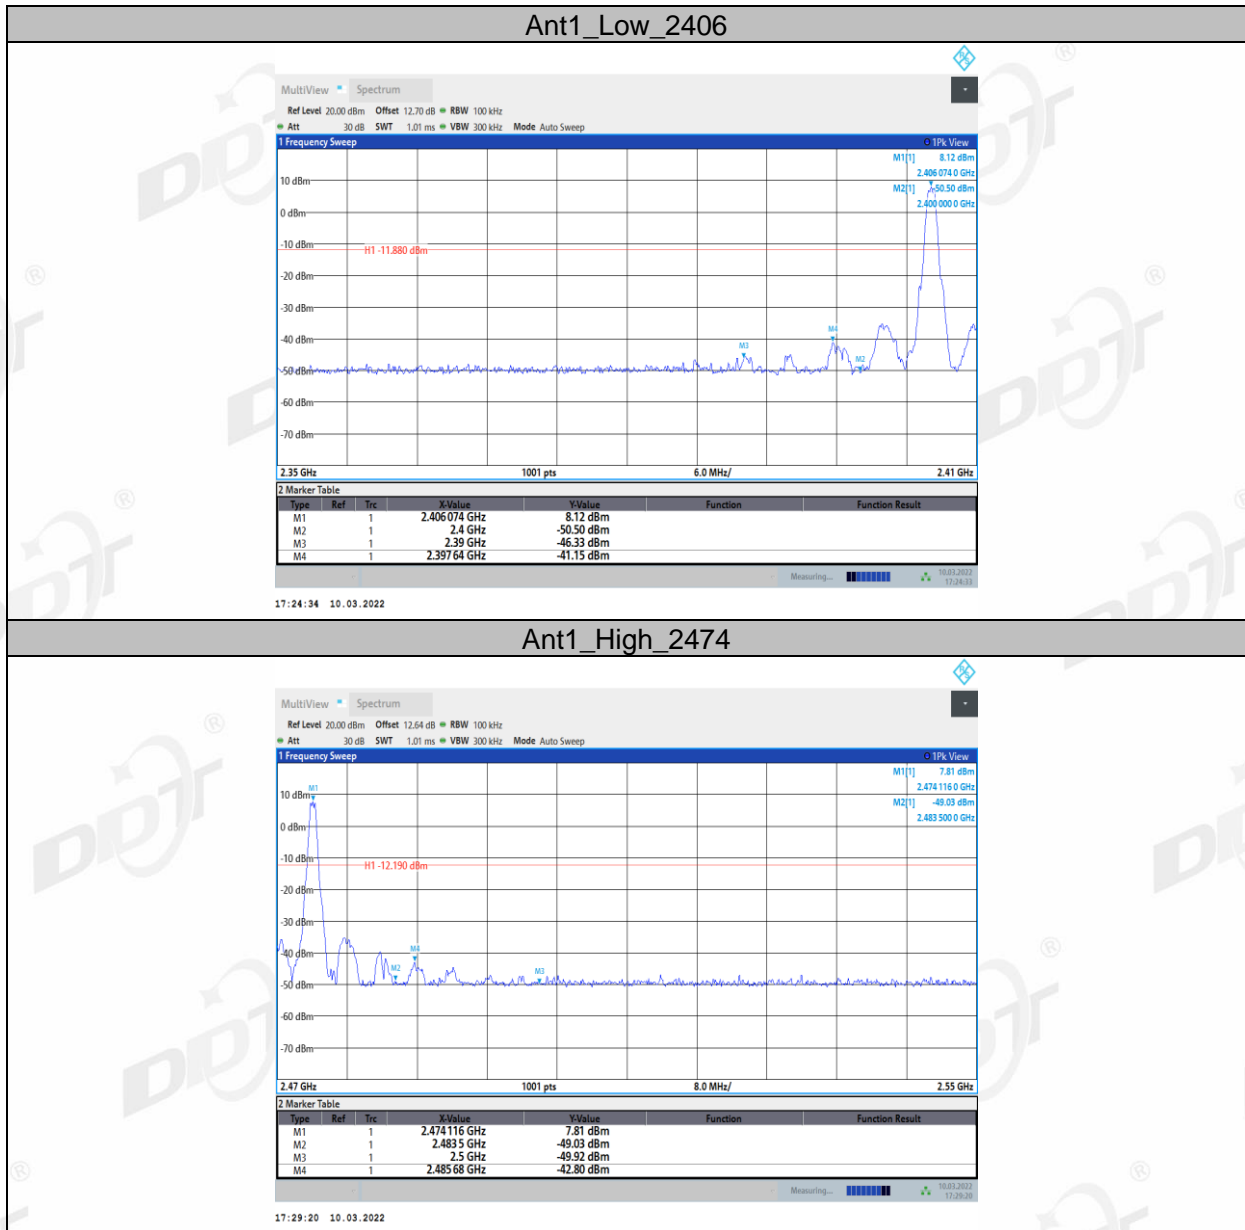 Ant1_Low_2406
MultiView Spectrum
Ref Level 20.00 dBm Offset 12.70 dB RBW 100 kHz
Att 30 dB SWT 1.01 ms VBW 300 kHz Mode Auto Sweep
1 Frequency Sweep 1Pk View
M1[1] 8.12 dBm
2.406 074 0 GHz
M2[1] -50.50 dBm
2.400 000 0 GHz
10 dBm
0 dBm
-10 dBm
H1 -11.880 dBm
-20 dBm
-30 dBm
-40 dBm
M4
M3
M2
-50 dBm
-60 dBm
-70 dBm
2.35 GHz 1001 pts 6.0 MHz/ 2.41 GHz
2 Marker Table
Type Ref Trc X-Value Y-Value Function Function Result
M1 1 2.406 074 GHz 8.12 dBm
M2 1 2.4 GHz -50.50 dBm
M3 1 2.39 GHz -46.33 dBm
M4 1 2.397 64 GHz -41.15 dBm
Measuring... 10.03.2022
17:24:33
17:24:34 10.03.2022
Ant1_High_2474
MultiView Spectrum
Ref Level 20.00 dBm Offset 12.64 dB RBW 100 kHz
Att 30 dB SWT 1.01 ms VBW 300 kHz Mode Auto Sweep
1 Frequency Sweep 1Pk View
M1[1] 7.81 dBm
2.474 116 0 GHz
M2[1] -49.03 dBm
2.483 500 0 GHz
M1
10 dBm
0 dBm
-10 dBm
H1 -12.190 dBm
-20 dBm
-30 dBm
-40 dBm
M4
M2
M3
-50 dBm
-60 dBm
-70 dBm
2.47 GHz 1001 pts 8.0 MHz/ 2.55 GHz
2 Marker Table
Type Ref Trc X-Value Y-Value Function Function Result
M1 1 2.474 116 GHz 7.81 dBm
M2 1 2.483 5 GHz -49.03 dBm
M3 1 2.5 GHz -49.92 dBm
M4 1 2.485 68 GHz -42.80 dBm
Measuring... 10.03.2022
17:29:20
17:29:20 10.03.2022